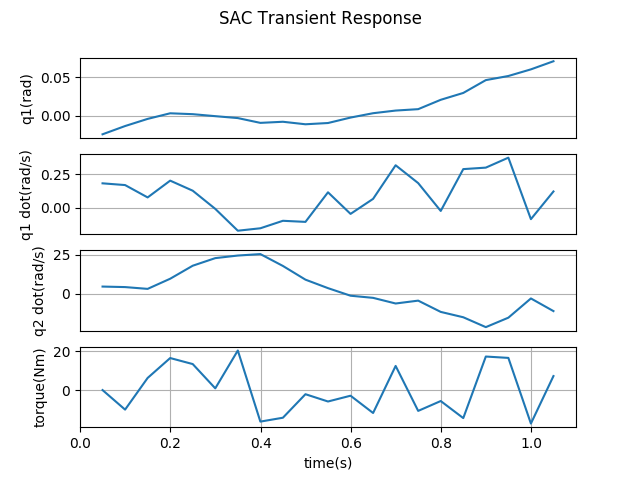 SAC Transient Response
0.05
0.00
q1(rad)
0.25
0.00
q1 dot(rad/s)
25
0
q2 dot(rad/s)
20
0
torque(Nm)
0.0 0.2 0.4 0.6 0.8 1.0
time(s)